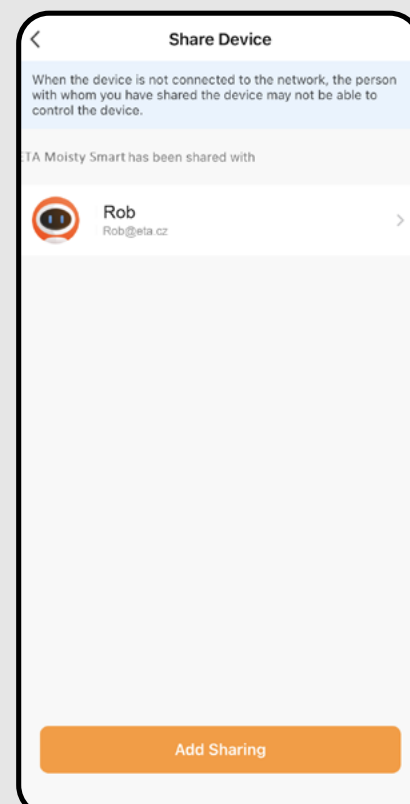 Share Device
When the device is not connected to the network, the person
with whom you have shared the device may not be able to
control the device.
ETA Moisty Smart has been shared with
Rob
Rob@eta.cz
Add Sharing